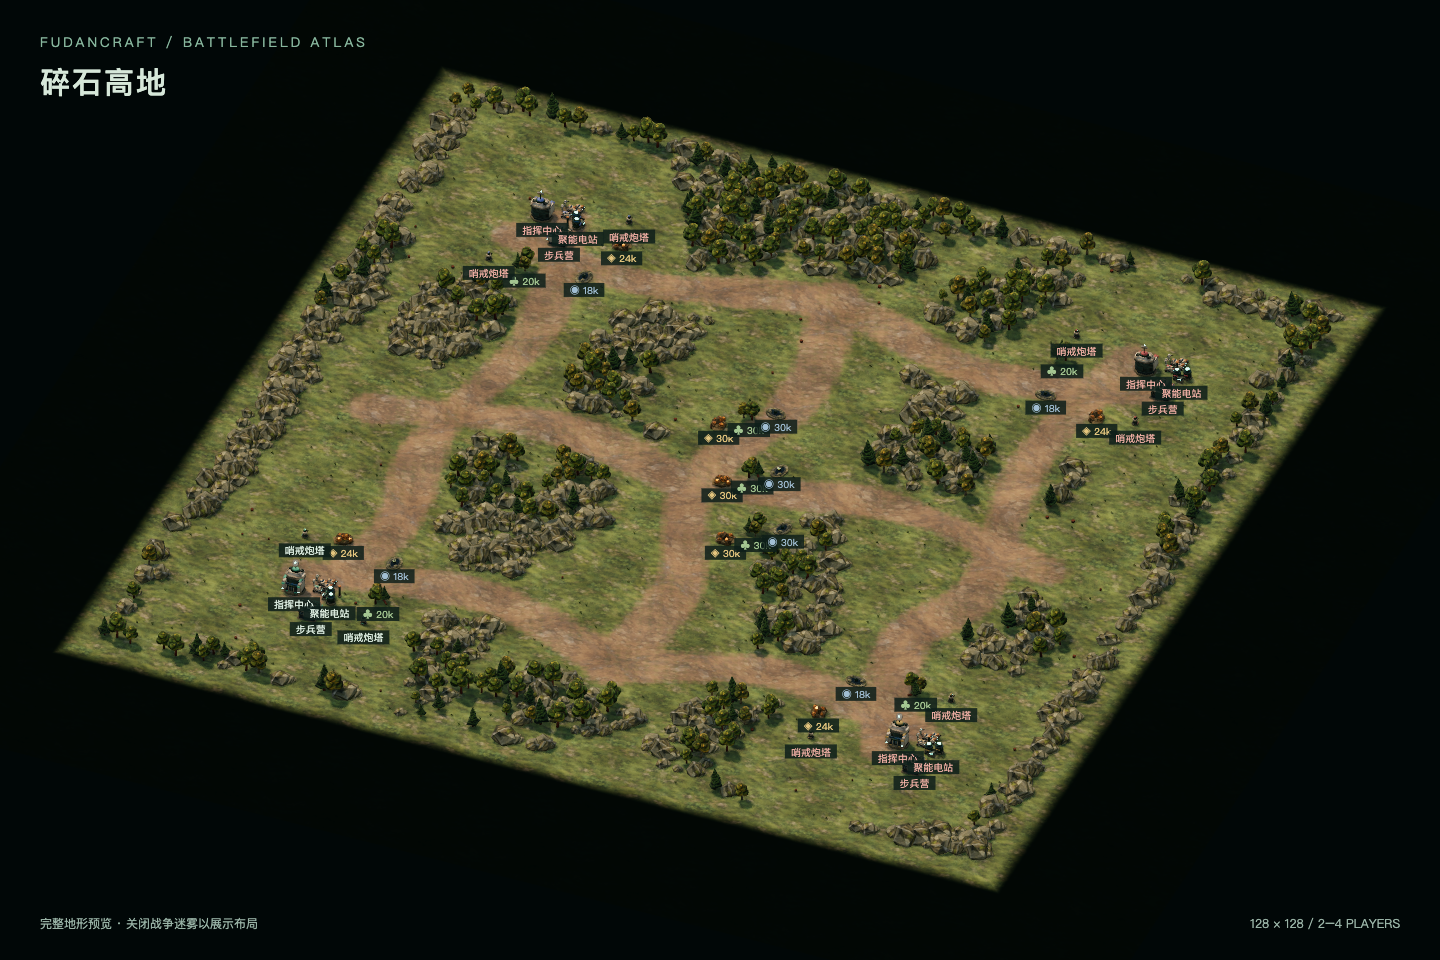 FUDANCRAFT / BATTLEFIELD ATLAS
碎石高地
指挥中心
聚能电站
哨戒炮塔
步兵营
24k
哨戒炮塔
20k
18k
哨戒炮塔
20k
指挥中心
聚能电站
18k
步兵营
24k
哨戒炮塔
30k
30k
30k
30k
30k
30k
哨戒炮塔
24k
18k
指挥中心
聚能电站
20k
步兵营
哨戒炮塔
18k
20k
哨戒炮塔
24k
哨戒炮塔
指挥中心
聚能电站
步兵营
完整地形预览 · 关闭战争迷雾以展示布局
128 × 128 / 2—4 PLAYERS